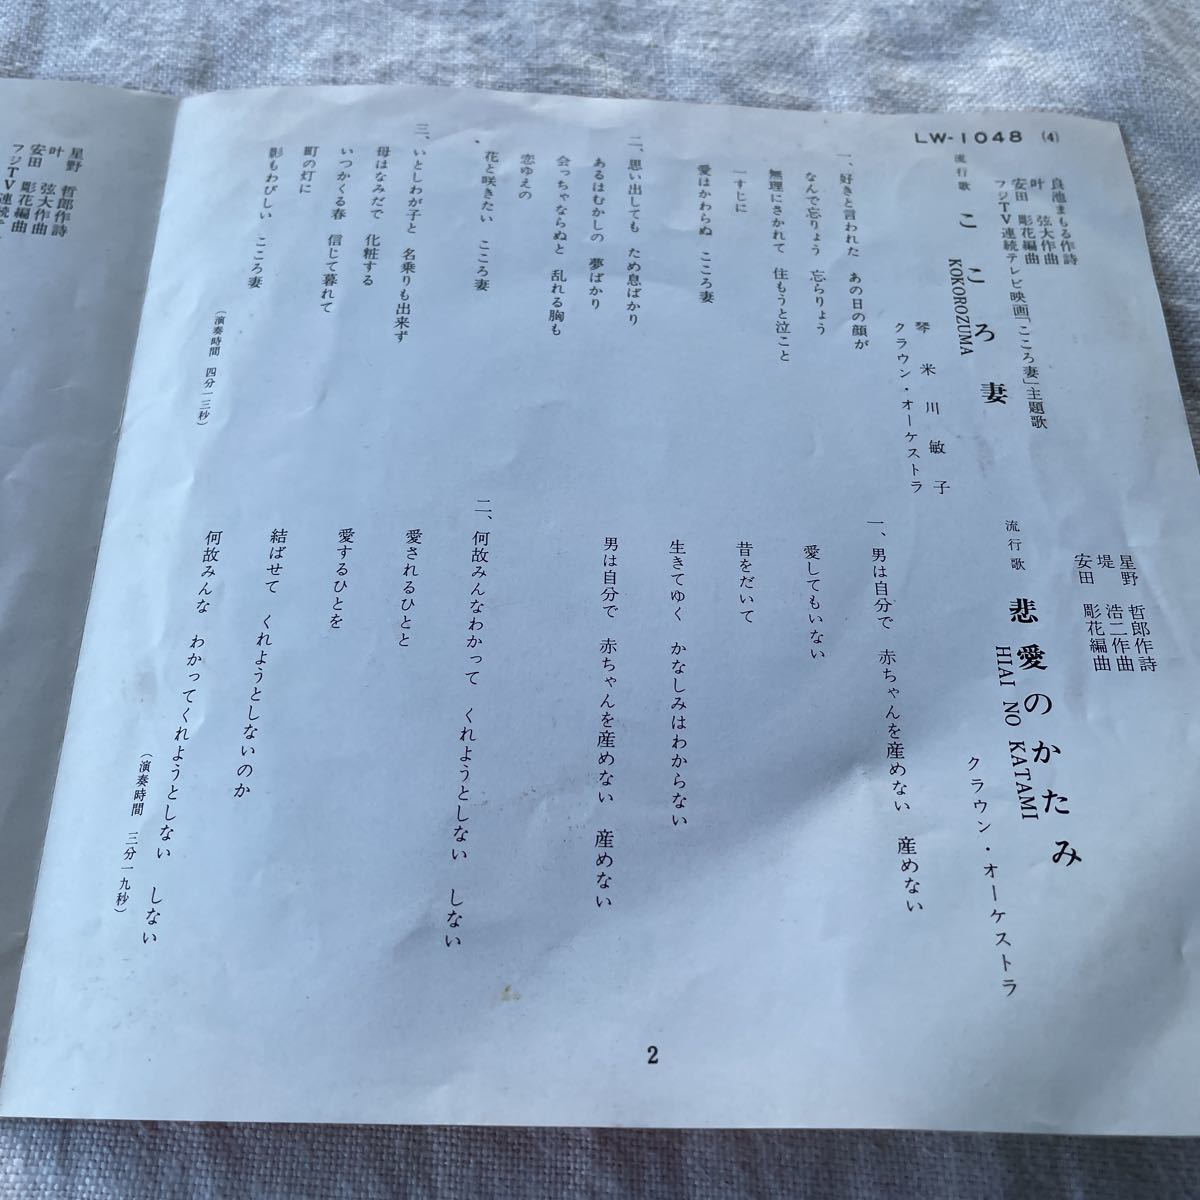 LW-1048 (4)
良池まもる作詩
叶 弦大作曲
安田 彫花編曲
フジTV連続テレビ映画「こころ妻」主題歌
流行歌 こころ妻
KOKOROZUMA
琴 米川敏子
クラウン・オーケストラ
一、好きと言われた あの日の顔が
なんで忘りょう 忘らりょう
無理にさかれて 住もうと泣こと
一すじに
愛はかわらぬ こころ妻
二、思い出しても ため息ばかり
あるはむかしの 夢ばかり
会っちゃならぬと 乱れる胸も
恋ゆえの
花と咲きたい こころ妻
三、いとしわが子と 名乗りも出来ず
母はなみだで 化粧する
いつかくる春 信じて暮れて
町の灯に
影もわびしい こころ妻
(演奏時間 四分一三秒)
星野 哲郎作詩
堤 浩二作曲
安田 彫花編曲
流行歌 悲愛のかたみ
HIAI NO KATAMI
クラウン・オーケストラ
一、男は自分で 赤ちゃんを産めない 産めない
愛してもいない
昔をだいて
生きてゆく かなしみはわからない
男は自分で 赤ちゃんを産めない 産めない
二、何故みんなわかって くれようとしない しない
愛されるひとと
愛するひとを
結ばせて くれようとしないのか
何故みんな わかってくれようとしない しない
(演奏時間 三分一九秒)
2
星野 哲郎作詩
叶 弦大作曲
安田 彫花編曲
フジTV連続